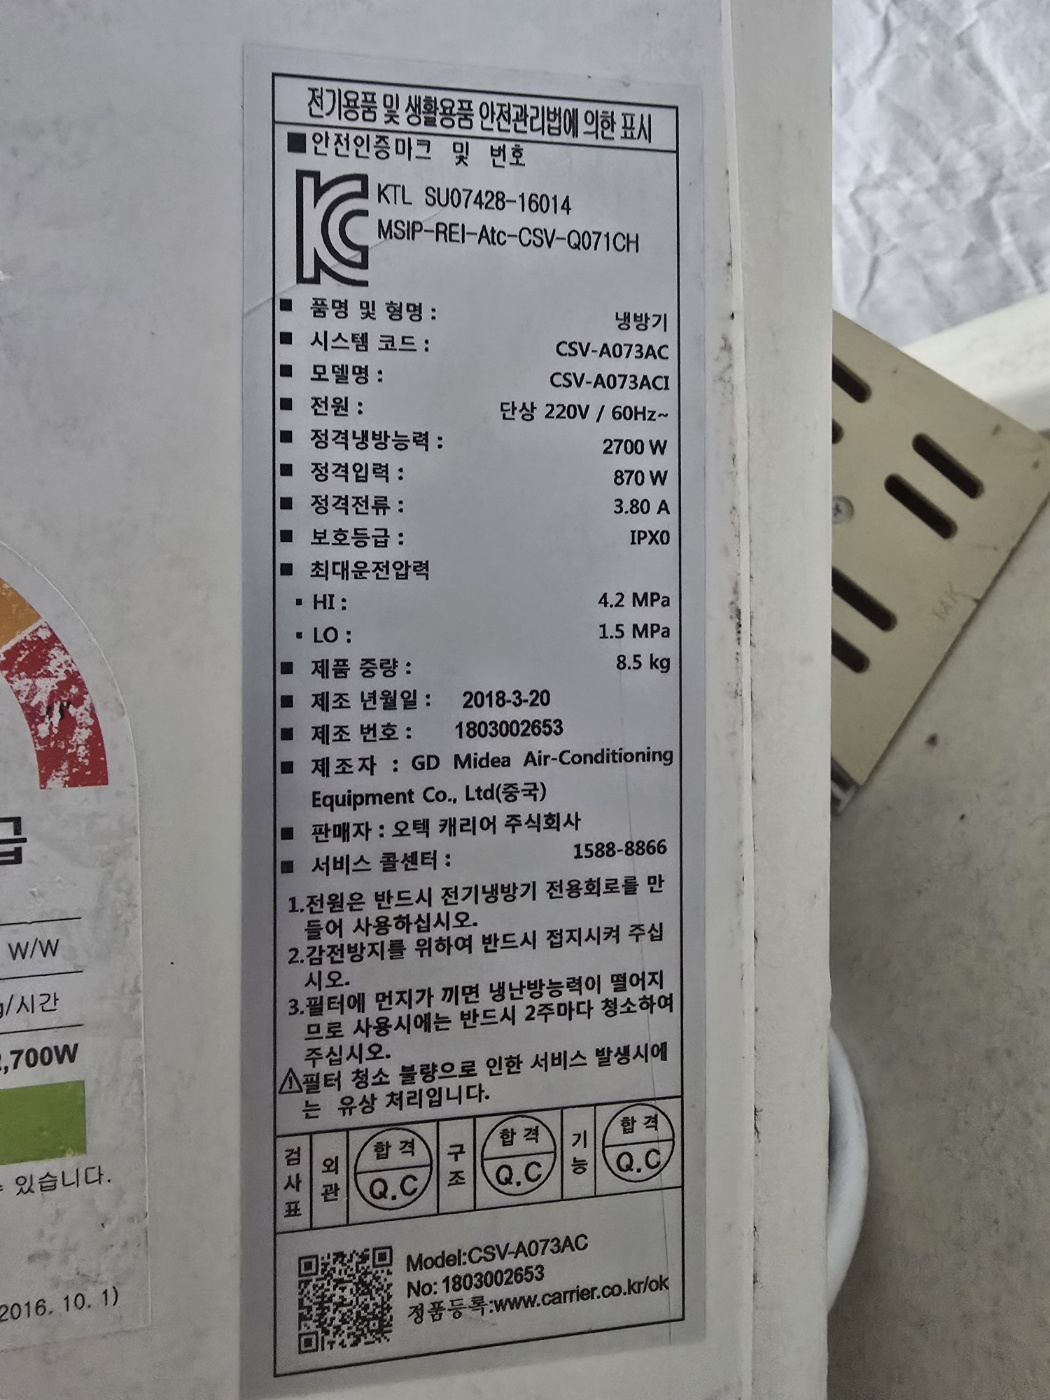 전기용품 및 생활용품 안전관리법에 의한 표시
■안전인증마크 및 번호
KTL SU07428-16014
MSIP-REI-Atc-CSV-Q071CH
■ 품명 및 형명 : 냉방기
■ 시스템 코드 : CSV-A073AC
■ 모델명 : CSV-A073ACI
■ 전원 : 단상 220V / 60Hz~
■ 정격냉방능력 : 2700 W
■ 정격입력 : 870 W
■ 정격전류 : 3.80 A
■ 보호등급 : IPX0
■ 최대운전압력
▪ HI : 4.2 MPa
▪ LO : 1.5 MPa
■ 제품 중량 : 8.5 kg
■ 제조 년월일 : 2018-3-20
■ 제조 번호 : 1803002653
■ 제조자 : GD Midea Air-Conditioning
Equipment Co., Ltd(중국)
■ 판매자 : 오텍 캐리어 주식회사
■ 서비스 콜센터 : 1588-8866
1.전원은 반드시 전기냉방기 전용회로를 만
들어 사용하십시오.
2.감전방지를 위하여 반드시 접지시켜 주십
시오.
3.필터에 먼지가 끼면 냉난방능력이 떨어지
므로 사용시에는 반드시 2주마다 청소하여
주십시오.
⚠필터 청소 불량으로 인한 서비스 발생시에
는 유상 처리입니다.
검사표 외관 합격 Q.C 구조 합격 Q.C 기능 합격 Q.C
Model:CSV-A073AC
No: 1803002653
정품등록:www.carrier.co.kr/ok
급
W/W
g/시간
,700W
있습니다.
2016. 10. 1)